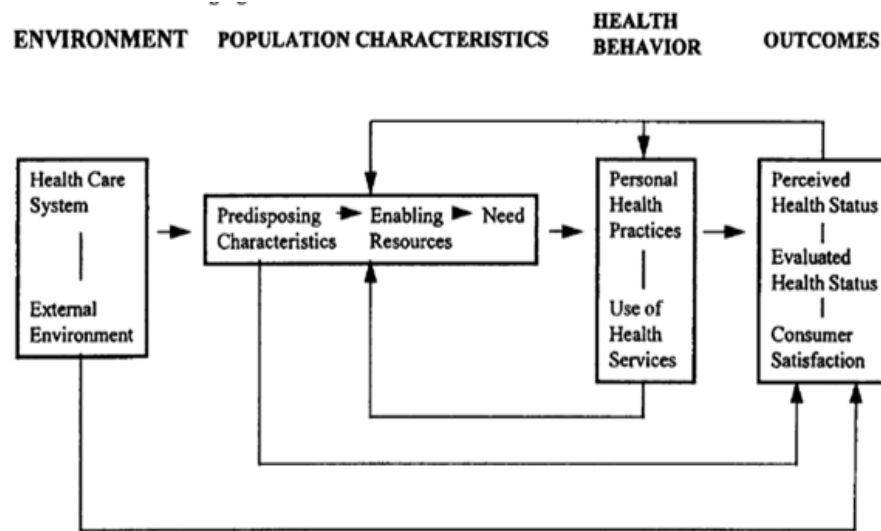 ENVIRONMENT
POPULATION CHARACTERISTICS
HEALTH
BEHAVIOR
OUTCOMES
Health Care
System
External
Environment
Predisposing
Characteristics
Enabling
Resources
Need
Personal
Health
Practices
Use of
Health
Services
Perceived
Health Status
Evaluated
Health Status
Consumer
Satisfaction